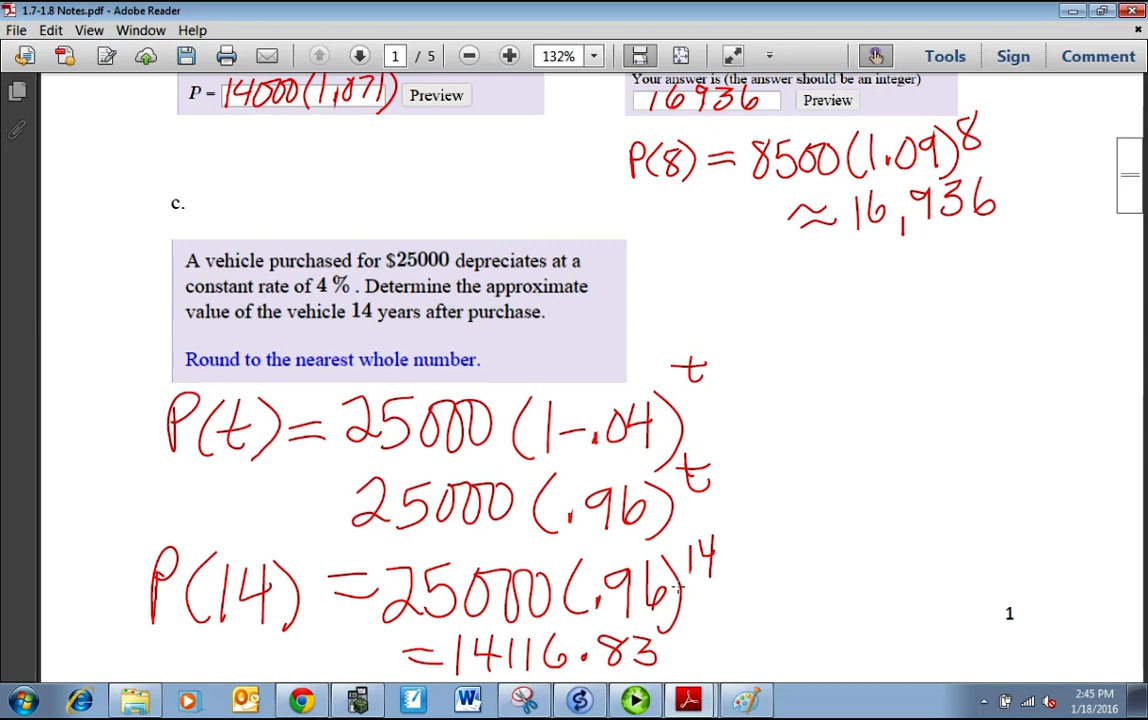 1.7-1.8 Notes.pdf - Adobe Reader
File Edit View Window Help
1 / 5 132% Tools Sign Comment
P = 14000(1.071) Preview
Your answer is (the answer should be an integer)
16936 Preview
P(8) = 8500(1.09)^8
≈ 16,936
c.
A vehicle purchased for $25000 depreciates at a
constant rate of 4 % . Determine the approximate
value of the vehicle 14 years after purchase.
Round to the nearest whole number.
P(t) = 25000(1-.04)^t
25000(.96)^t
P(14) = 25000(.96)^14
=14116.83
1
2:45 PM
1/18/2016